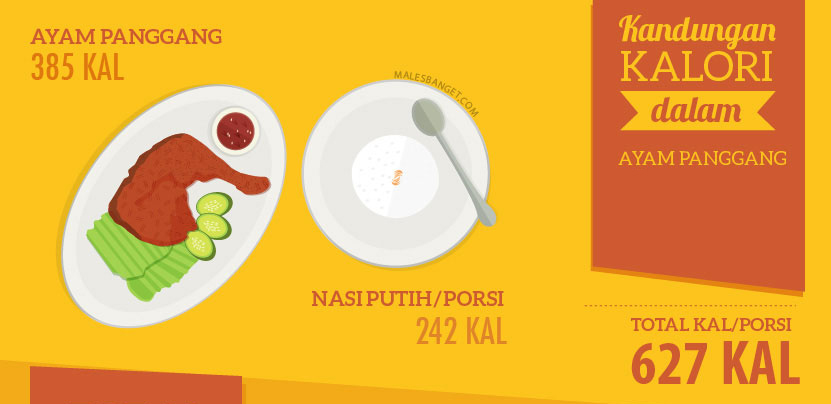 AYAM PANGGANG
385 KAL
MALESBANGET.COM
NASI PUTIH/PORSI
242 KAL
Kandungan
KALORI
dalam
AYAM PANGGANG
TOTAL KAL/PORSI
627 KAL